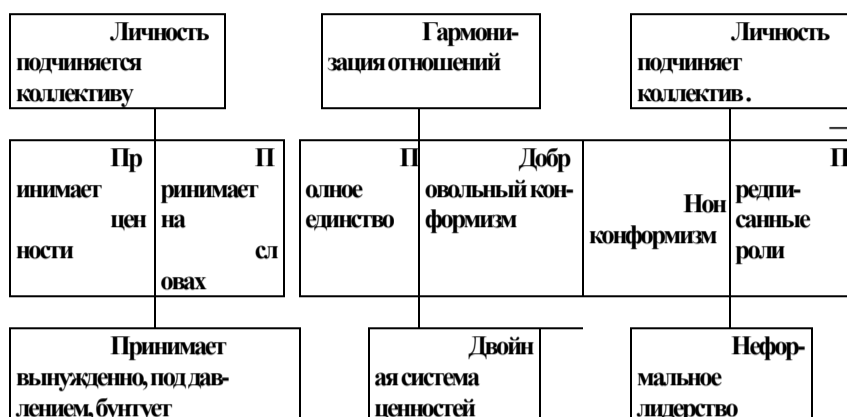 Личность
подчиняется
коллективу
Гармони-
зация отношений
Личность
подчиняет
коллектив.
Пр
инимает
цен
ности
П
ринимает
на
сл
овах
П
олное
единство
Добр
овольный кон-
формизм
Нон
конформизм
П
редпи-
санные
роли
Принимает
вынужденно, под дав-
лением, бунтует
Двойн
ая система
ценностей
Нефор-
мальное
лидерство